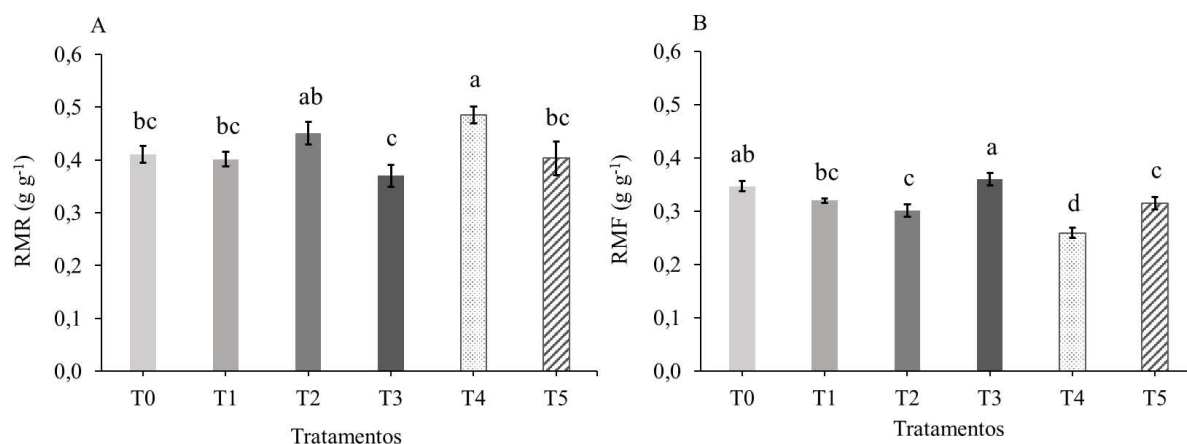 A
0,6
0,5
0,4
0,3
0,2
0,1
0,0
RMR (g g⁻¹)
bc
bc
ab
c
a
bc
T0 T1 T2 T3 T4 T5
Tratamentos
B
0,6
0,5
0,4
0,3
0,2
0,1
0,0
RMF (g g⁻¹)
ab
bc
c
a
d
c
T0 T1 T2 T3 T4 T5
Tratamentos